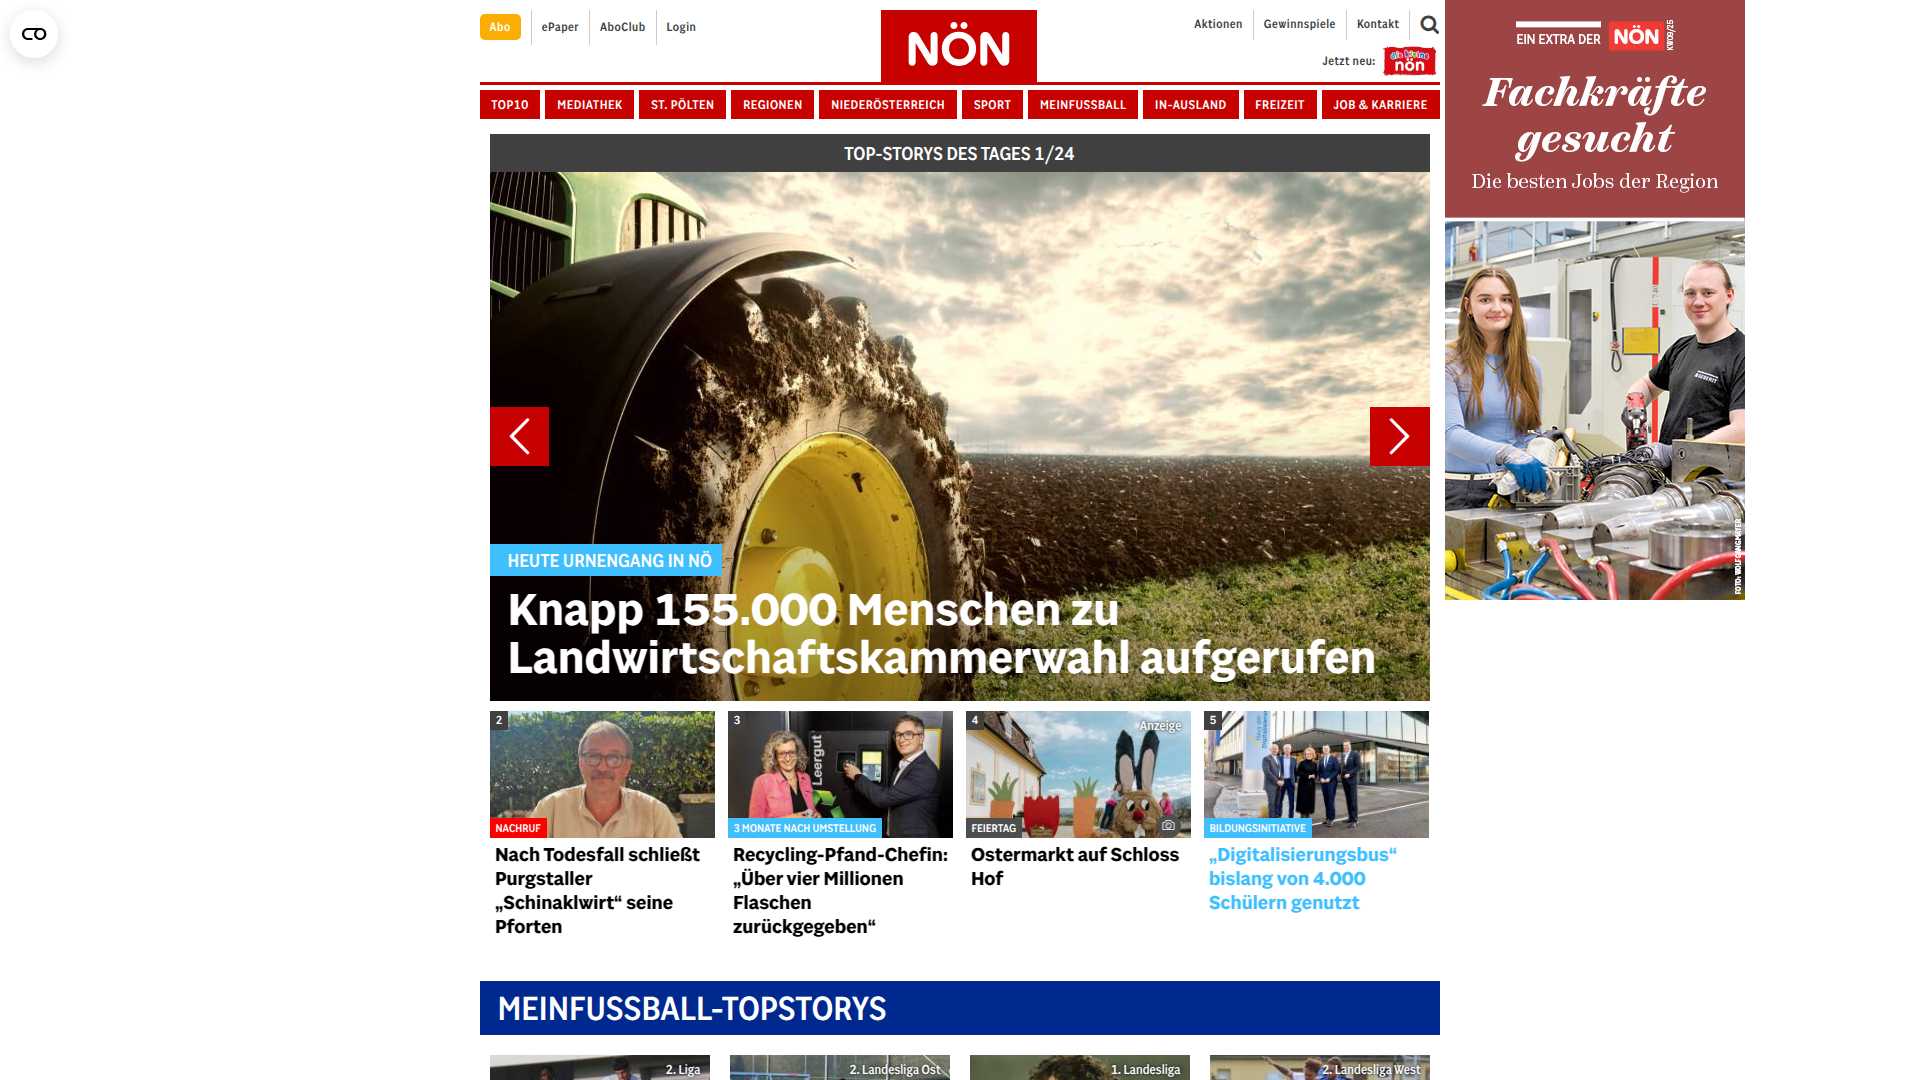 Abo
ePaper
AboClub
Login
NÖN
Aktionen
Gewinnspiele
Kontakt
Jetzt neu:
die kleine
nön
TOP10
MEDIATHEK
ST. PÖLTEN
REGIONEN
NIEDERÖSTERREICH
SPORT
MEINFUSSBALL
IN-AUSLAND
FREIZEIT
JOB & KARRIERE
TOP-STORYS DES TAGES 1/24
HEUTE URNENGANG IN NÖ
Knapp 155.000 Menschen zu
Landwirtschaftskammerwahl aufgerufen
EIN EXTRA DER
NÖN
KW09/25
Fachkräfte
gesucht
Die besten Jobs der Region
FOTO: WOLFGANG MAYER
2
NACHRUF
Nach Todesfall schließt
Purgstaller
„Schinaklwirt“ seine
Pforten
3
Leergut
3 MONATE NACH UMSTELLUNG
Recycling-Pfand-Chefin:
„Über vier Millionen
Flaschen
zurückgegeben“
4
Anzeige
FEIERTAG
Ostermarkt auf Schloss
Hof
5
BILDUNGSINITIATIVE
„Digitalisierungsbus“
bislang von 4.000
Schülern genutzt
MEINFUSSBALL-TOPSTORYS
2. Liga
2. Landesliga Ost
1. Landesliga
2. Landesliga West